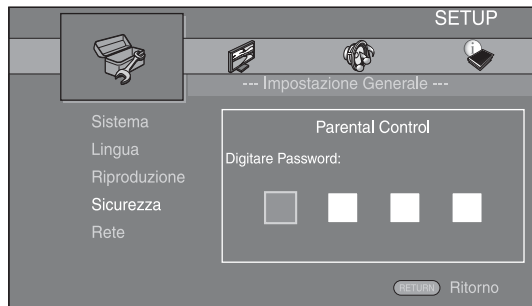 SETUP
--- Impostazione Generale ---
Sistema
Lingua
Riproduzione
Sicurezza
Rete
Parental Control
Digitare Password:
RETURN Ritorno